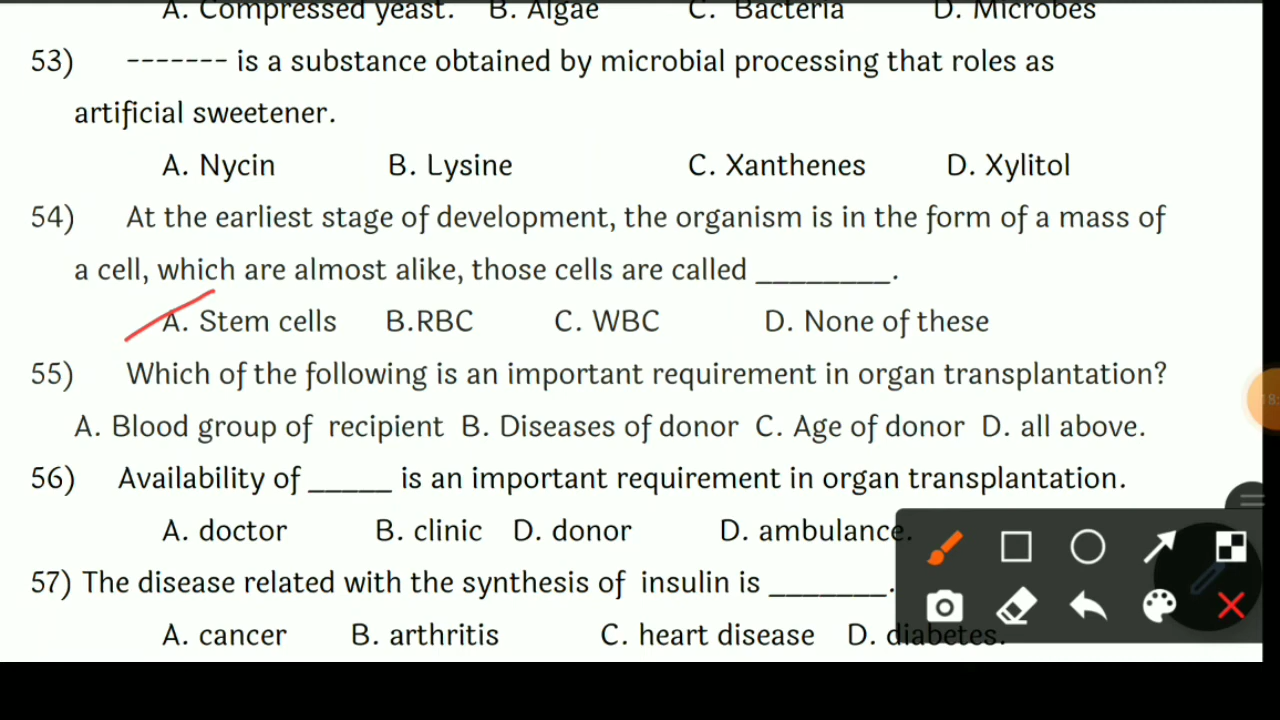 A. Compressed yeast. B. Algae C. Bacteria D. Microbes
53) ------- is a substance obtained by microbial processing that roles as
artificial sweetener.
A. Nycin B. Lysine C. Xanthenes D. Xylitol
54) At the earliest stage of development, the organism is in the form of a mass of
a cell, which are almost alike, those cells are called _________.
A. Stem cells B.RBC C. WBC D. None of these
55) Which of the following is an important requirement in organ transplantation?
A. Blood group of recipient B. Diseases of donor C. Age of donor D. all above.
56) Availability of _____ is an important requirement in organ transplantation.
A. doctor B. clinic D. donor D. ambulance.
57) The disease related with the synthesis of insulin is _______.
A. cancer B. arthritis C. heart disease D. diabetes.